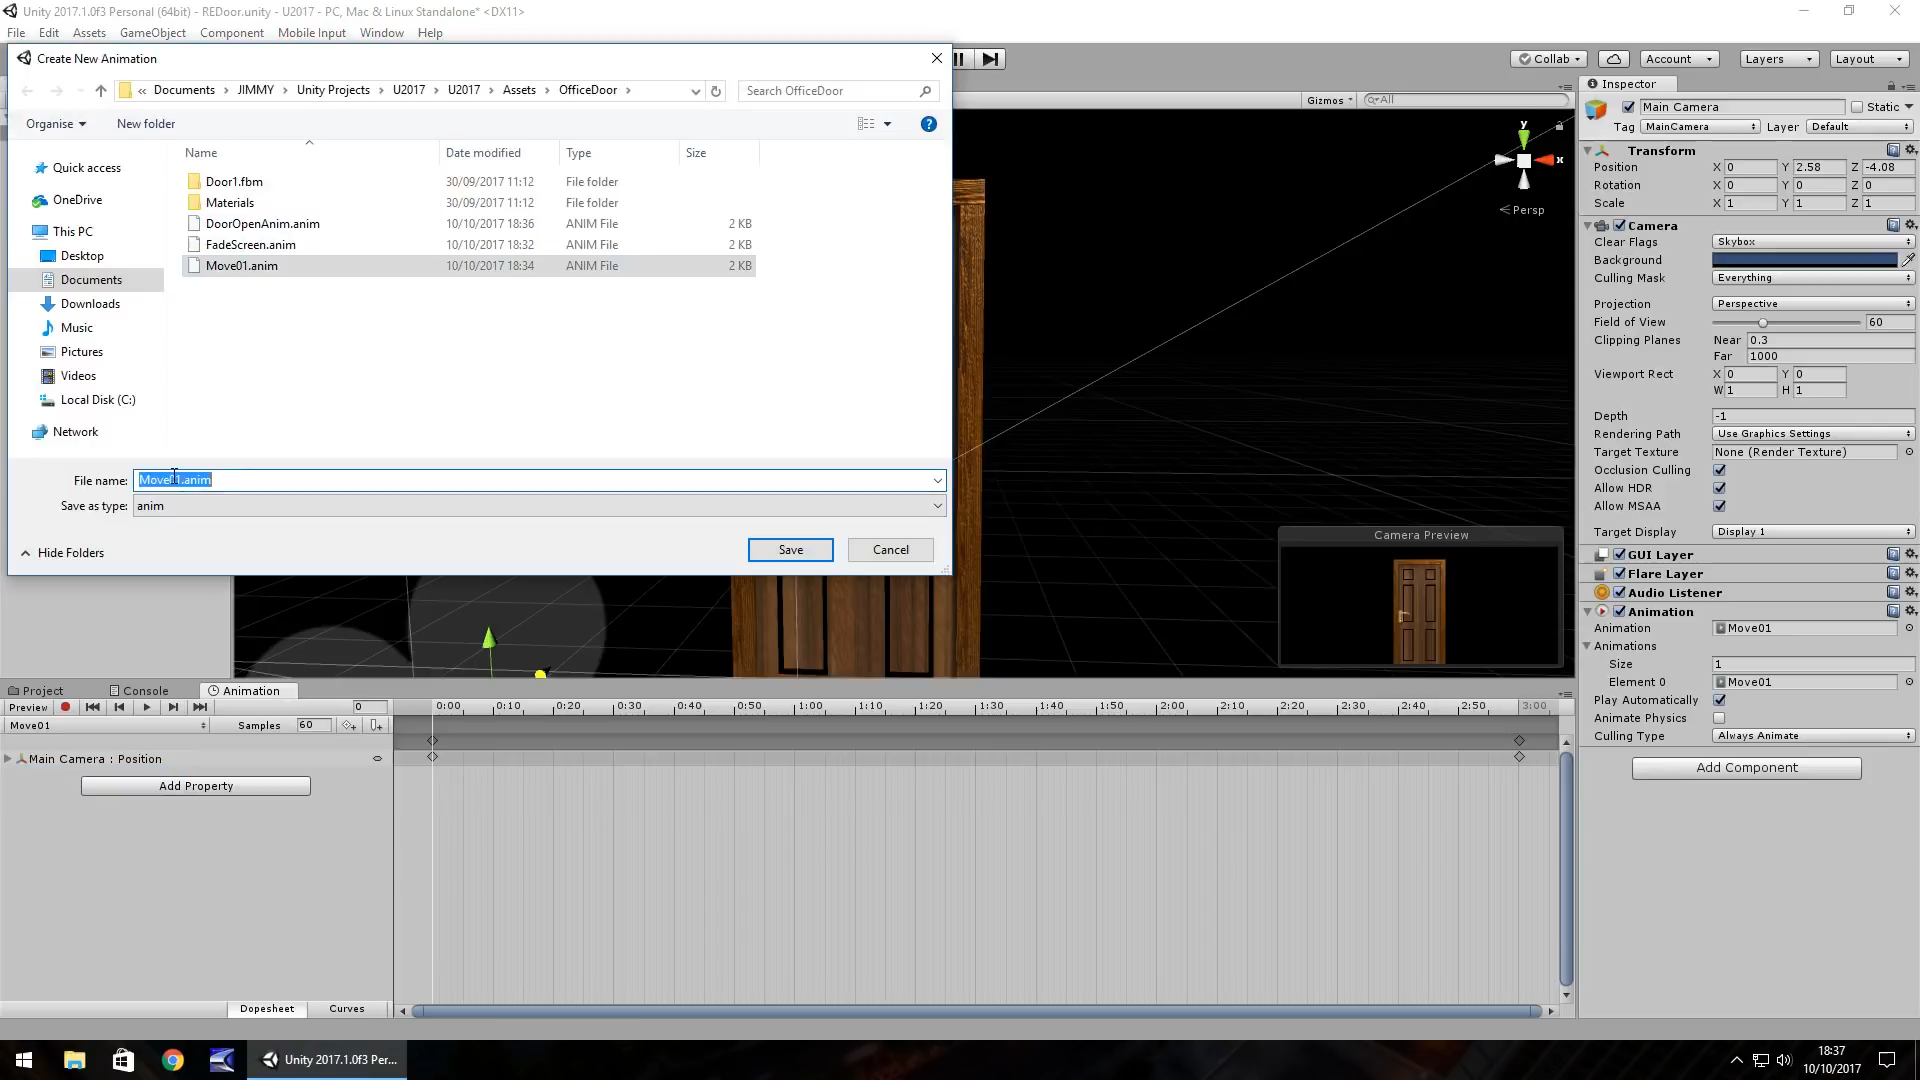 Unity 2017.1.0f3 Personal (64bit) - REDoor.unity - U2017 - PC, Mac & Linux Standalone* <DX11>
File Edit Assets GameObject Component Mobile Input Window Help
Create New Animation
Collab Account Layers Layout
« Documents > JIMMY > Unity Projects > U2017 > U2017 > Assets > OfficeDoor >
Search OfficeDoor
Organise New folder
Name Date modified Type Size
Door1.fbm 30/09/2017 11:12 File folder
Materials 30/09/2017 11:12 File folder
DoorOpenAnim.anim 10/10/2017 18:36 ANIM File 2 KB
FadeScreen.anim 10/10/2017 18:32 ANIM File 2 KB
Move01.anim 10/10/2017 18:34 ANIM File 2 KB
Quick access
OneDrive
This PC
Desktop
Documents
Downloads
Music
Pictures
Videos
Local Disk (C:)
Network
File name: Move01.anim
Save as type: anim
Hide Folders
Save Cancel
Gizmos All
y
x
< Persp
Camera Preview
Inspector
Main Camera Static
Tag MainCamera Layer Default
Transform
Position X 0 Y 2.58 Z -4.08
Rotation X 0 Y 0 Z 0
Scale X 1 Y 1 Z 1
Camera
Clear Flags Skybox
Background
Culling Mask Everything
Projection Perspective
Field of View 60
Clipping Planes Near 0.3
Far 1000
Viewport Rect X 0 Y 0
W 1 H 1
Depth -1
Rendering Path Use Graphics Settings
Target Texture None (Render Texture)
Occlusion Culling
Allow HDR
Allow MSAA
Target Display Display 1
GUI Layer
Flare Layer
Audio Listener
Animation
Animation Move01
Animations
Size 1
Element 0 Move01
Play Automatically
Animate Physics
Culling Type Always Animate
Add Component
Project Console Animation
Preview 0
0:00 0:10 0:20 0:30 0:40 0:50 1:00 1:10 1:20 1:30 1:40 1:50 2:00 2:10 2:20 2:30 2:40 2:50 3:00
Move01 Samples 60
Main Camera : Position
Add Property
Dopesheet Curves
Unity 2017.1.0f3 Per...
18:37
10/10/2017